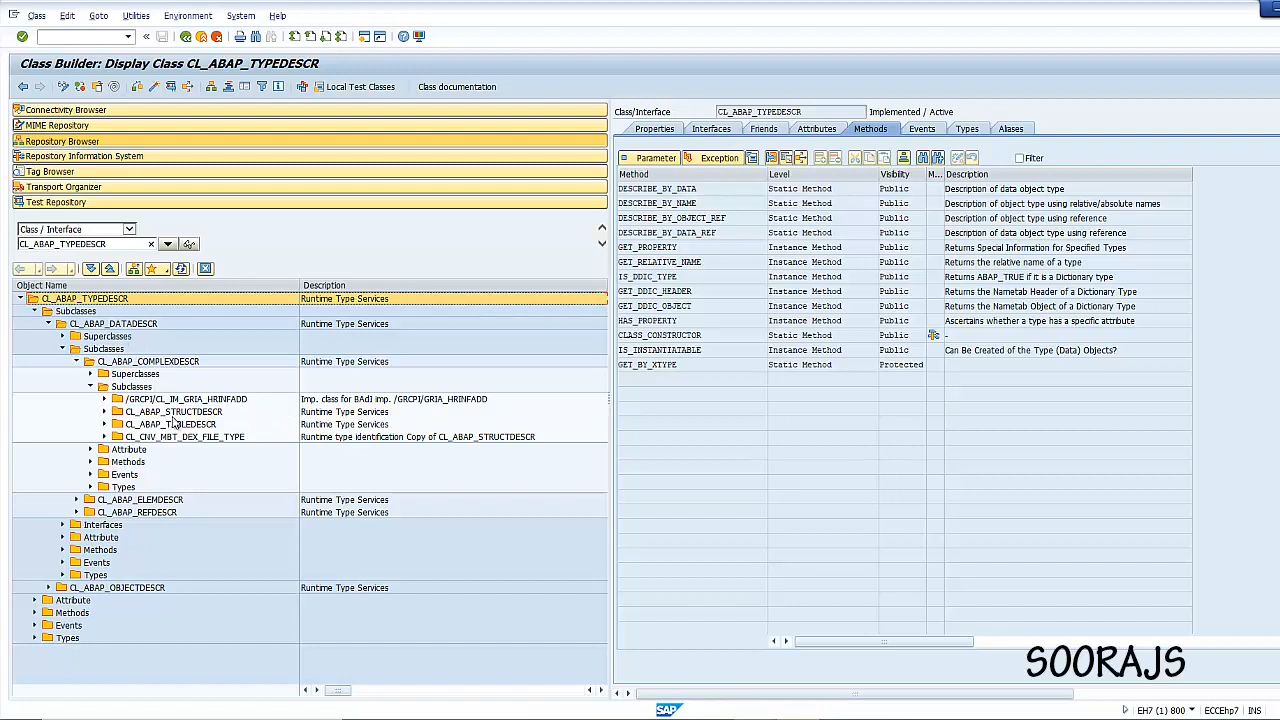 Class Edit Goto Utilities Environment System Help
Class Builder: Display Class CL_ABAP_TYPEDESCR
Local Test Classes Class documentation
Connectivity Browser
MIME Repository
Repository Browser
Repository Information System
Tag Browser
Transport Organizer
Test Repository
Class / Interface
CL_ABAP_TYPEDESCR
Object Name Description
CL_ABAP_TYPEDESCR Runtime Type Services
Subclasses
CL_ABAP_DATADESCR Runtime Type Services
Superclasses
Subclasses
CL_ABAP_COMPLEXDESCR Runtime Type Services
Superclasses
Subclasses
/GRCPI/CL_IM_GRIA_HRINFADD Imp. class for BAdI imp. /GRCPI/GRIA_HRINFADD
CL_ABAP_STRUCTDESCR Runtime Type Services
CL_ABAP_TABLEDESCR Runtime Type Services
CL_CNV_MBT_DEX_FILE_TYPE Runtime type identification Copy of CL_ABAP_STRUCTDESCR
Attribute
Methods
Events
Types
CL_ABAP_ELEMDESCR Runtime Type Services
CL_ABAP_REFDESCR Runtime Type Services
Interfaces
Attribute
Methods
Events
Types
CL_ABAP_OBJECTDESCR Runtime Type Services
Attribute
Methods
Events
Types
Class/Interface CL_ABAP_TYPEDESCR Implemented / Active
Properties Interfaces Friends Attributes Methods Events Types Aliases
Parameter Exception Filter
Method Level Visibility M... Description
DESCRIBE_BY_DATA Static Method Public Description of data object type
DESCRIBE_BY_NAME Static Method Public Description of object type using relative/absolute names
DESCRIBE_BY_OBJECT_REF Static Method Public Description of object type using reference
DESCRIBE_BY_DATA_REF Static Method Public Description of data object type using reference
GET_PROPERTY Instance Method Public Returns Special Information for Specified Types
GET_RELATIVE_NAME Instance Method Public Returns the relative name of a type
IS_DDIC_TYPE Instance Method Public Returns ABAP_TRUE if it is a Dictionary type
GET_DDIC_HEADER Instance Method Public Returns the Nametab Header of a Dictionary Type
GET_DDIC_OBJECT Instance Method Public Returns the Nametab Object of a Dictionary Type
HAS_PROPERTY Instance Method Public Ascertains whether a type has a specific attribute
CLASS_CONSTRUCTOR Static Method Public -
IS_INSTANTIATABLE Instance Method Public Can Be Created of the Type (Data) Objects?
GET_BY_XTYPE Static Method Protected
SOORAJS
SAP EH7 (1) 800 ECCEhp7 INS